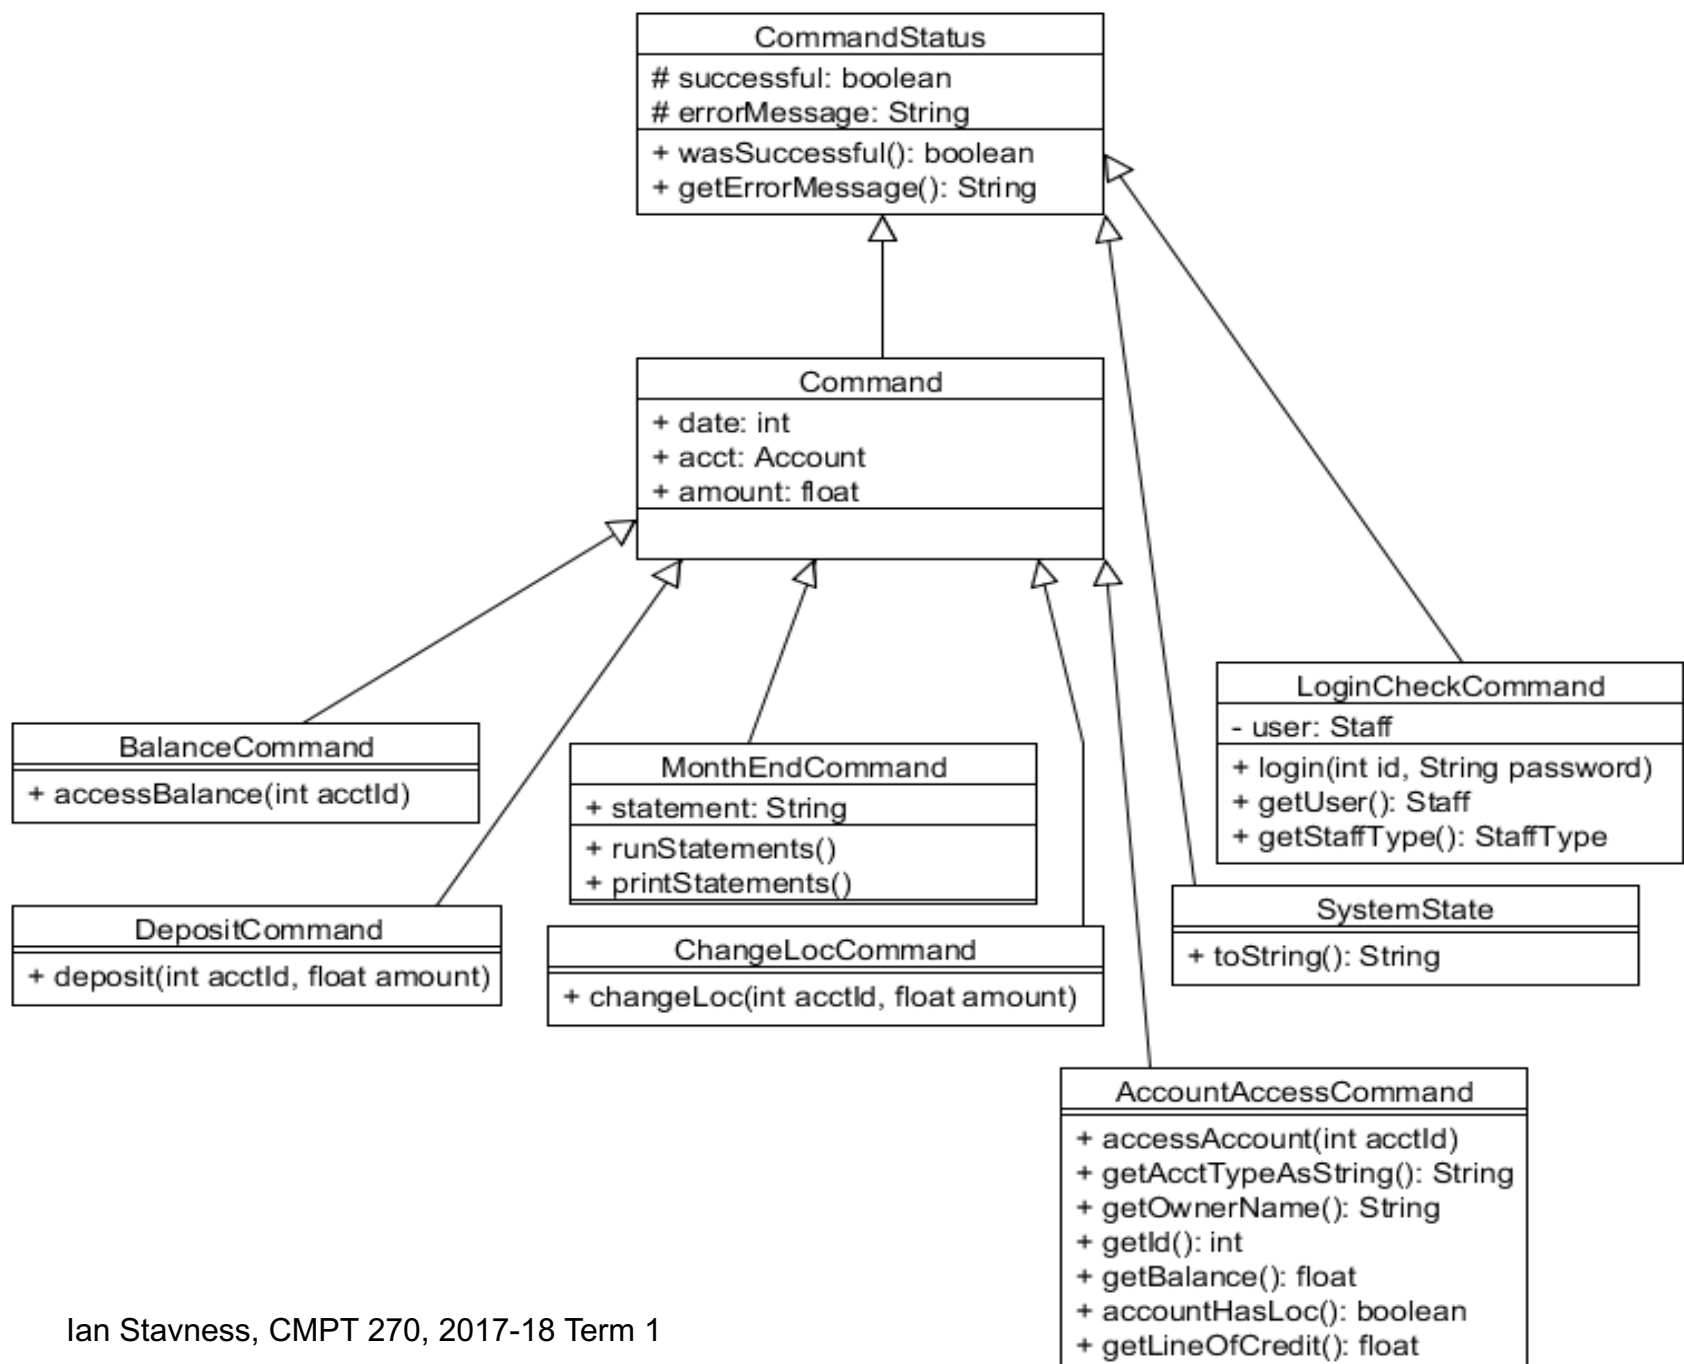 CommandStatus
# successful: boolean
# errorMessage: String
+ wasSuccessful(): boolean
+ getErrorMessage(): String
Command
+ date: int
+ acct: Account
+ amount: float
LoginCheckCommand
- user: Staff
+ login(int id, String password)
+ getUser(): Staff
+ getStaffType(): StaffType
BalanceCommand
+ accessBalance(int acctId)
MonthEndCommand
+ statement: String
+ runStatements()
+ printStatements()
SystemState
+ toString(): String
DepositCommand
+ deposit(int acctId, float amount)
ChangeLocCommand
+ changeLoc(int acctId, float amount)
AccountAccessCommand
+ accessAccount(int acctId)
+ getAcctTypeAsString(): String
+ getOwnerName(): String
+ getId(): int
+ getBalance(): float
+ accountHasLoc(): boolean
+ getLineOfCredit(): float
Ian Stavness, CMPT 270, 2017-18 Term 1